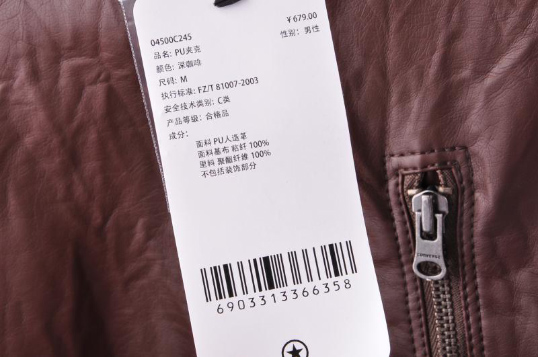 04500C245
¥679.00
品名: PU夹克
性别: 男性
颜色: 深咖啡
尺码: M
执行标准: FZ/T 81007-2003
安全技术类别: C类
产品等级: 合格品
成分:
面料 PU人造革
面料基布 粘纤 100%
里料 聚酯纤维 100%
不包括装饰部分
6903313366358